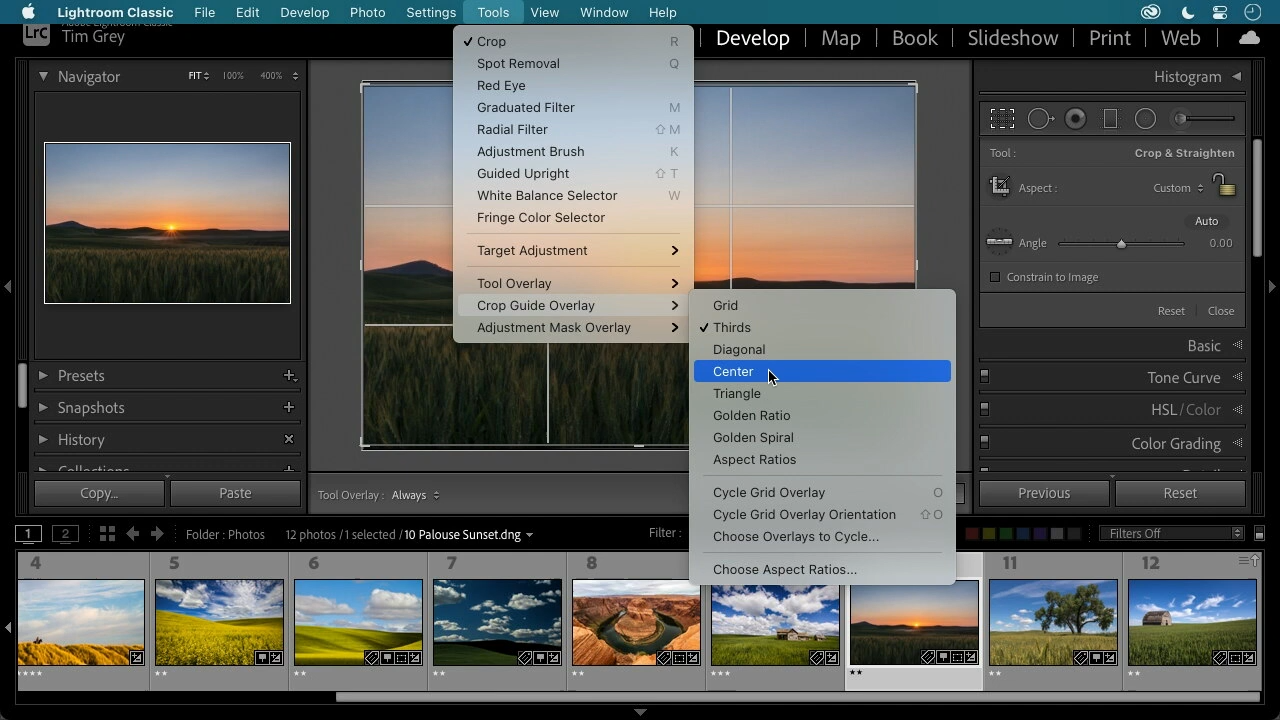 Lightroom Classic File Edit Develop Photo Settings Tools View Window Help
Adobe Lightroom Classic
LrC Tim Grey
Develop | Map | Book | Slideshow | Print | Web
Navigator FIT 100% 400%
Presets
Snapshots
History
Collections
Copy... Paste
✓ Crop R
Spot Removal Q
Red Eye
Graduated Filter M
Radial Filter ⇧ M
Adjustment Brush K
Guided Upright ⇧ T
White Balance Selector W
Fringe Color Selector
Target Adjustment
Tool Overlay
Crop Guide Overlay
Adjustment Mask Overlay
Grid
✓ Thirds
Diagonal
Center
Triangle
Golden Ratio
Golden Spiral
Aspect Ratios
Cycle Grid Overlay O
Cycle Grid Overlay Orientation ⇧ O
Choose Overlays to Cycle...
Choose Aspect Ratios...
Histogram
Tool : Crop & Straighten
Aspect : Custom
Auto
Angle 0.00
Constrain to Image
Reset Close
Basic
Tone Curve
HSL / Color
Color Grading
Previous Reset
Tool Overlay : Always
1 2 Folder : Photos 12 photos / 1 selected / 10 Palouse Sunset.dng Filter : Filters Off
4 5 6 7 8 11 12